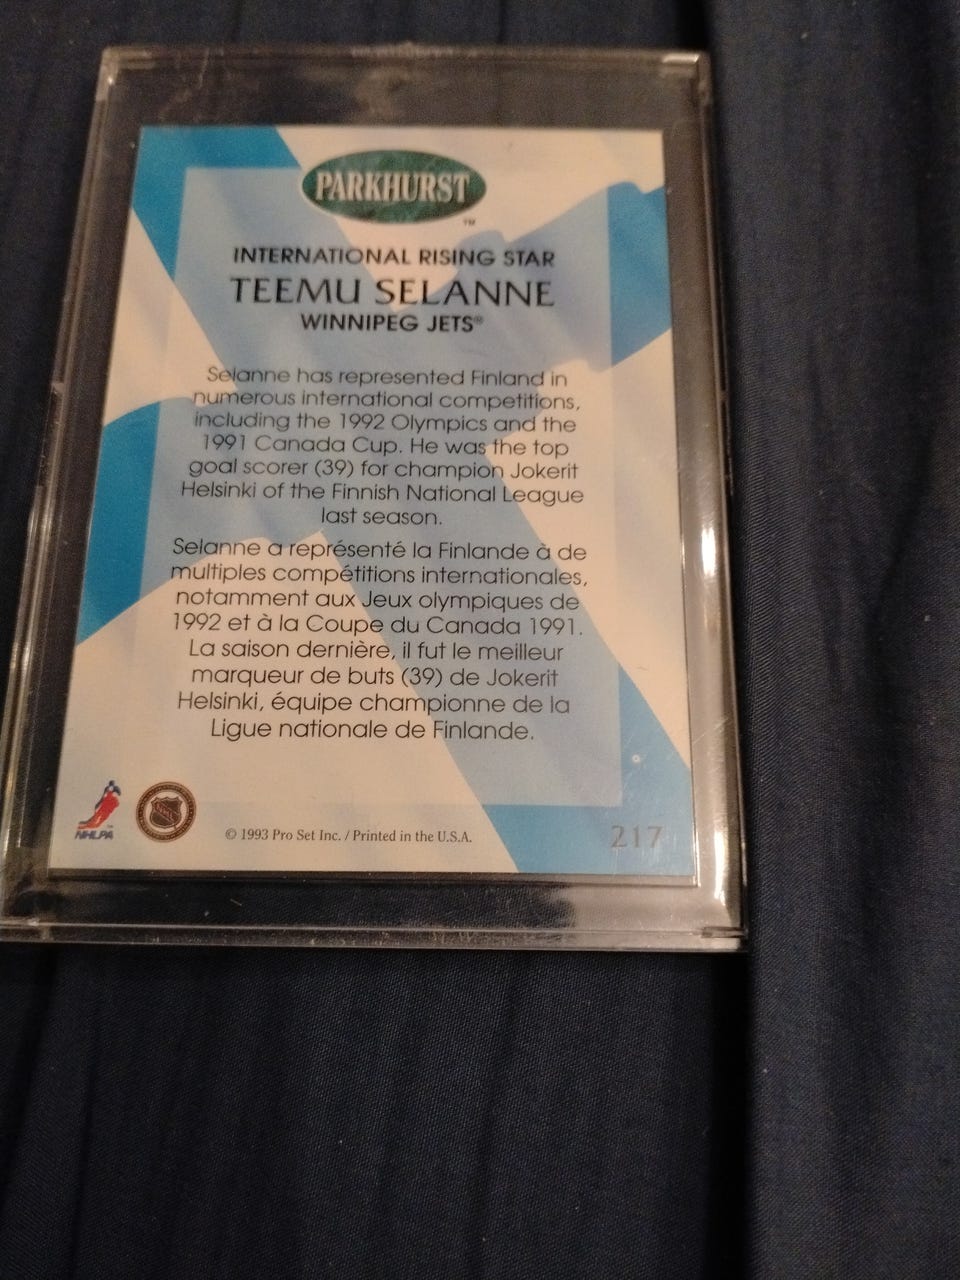 PARKHURST
TM
INTERNATIONAL RISING STAR
TEEMU SELANNE
WINNIPEG JETS®
Selanne has represented Finland in
numerous international competitions,
including the 1992 Olympics and the
1991 Canada Cup. He was the top
goal scorer (39) for champion Jokerit
Helsinki of the Finnish National League
last season.
Selanne a représenté la Finlande à de
multiples compétitions internationales,
notamment aux Jeux olympiques de
1992 et à la Coupe du Canada 1991.
La saison dernière, il fut le meilleur
marqueur de buts (39) de Jokerit
Helsinki, équipe championne de la
Ligue nationale de Finlande.
NHLPA
NHL
© 1993 Pro Set Inc. / Printed in the U.S.A.
217